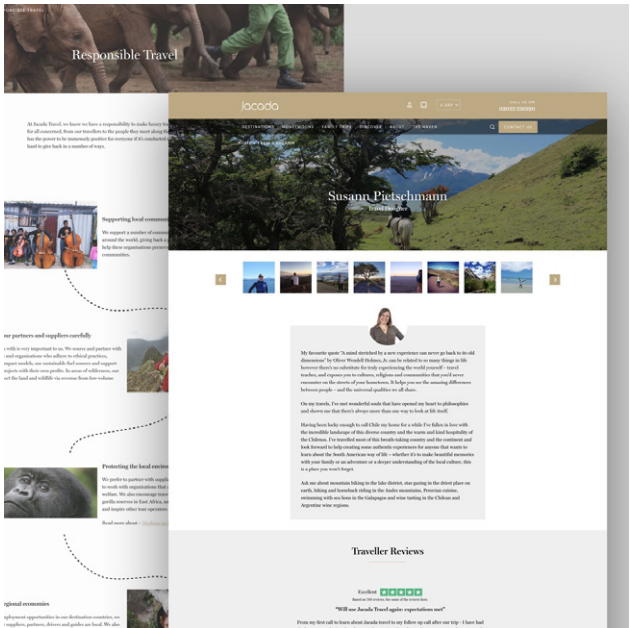 RESPONSIBLE TRAVEL
Responsible Travel
At Jacada Travel, we know we have a responsibility to make luxury tra
for all concerned, from our travellers to the people they meet along th
has the power to be immensely positive for everyone if it's conducted
hard to give back in a number of ways.
Supporting local commun
We support a number of commun
around the world, giving back a p
help these organisations preserve
communities.
our partners and suppliers carefully
with is very important to us. We source and partner with
and organisations who adhere to ethical practices,
impact models, use sustainable fuel sources and support
projects with their own profits. In areas of wilderness, our
ect the land and wildlife via revenue from low-volume
Protecting the local enviro
We prefer to partner with suppli
to work with organisations that
welfare. We also encourage trave
gorilla reserves in East Africa, an
and inspire other tour operators
Read more about –
regional economies
mployment opportunities in our destination countries, we
suppliers, partners, drivers and guides are local. We also
Jacada
DESTINATIONS HONEYMOONS FAMILY TRIPS DISCOVER ABOUT
CONTACT US
Susann Pietschmann
Travel Designer
My favourite quote "A mind stretched by a new experience can never go back to its old
dimensions" by Oliver Wendell Holmes, Jr. can be related to so many things in life
however there's no substitute for truly experiencing the world yourself – travel
teaches, and exposes you to cultures, religions and communities that you'd never
encounter on the streets of your hometown. It helps you see the amazing differences
between people – and the universal qualities we all share.
On my travels, I've met wonderful souls that have opened my heart to philosophies
and shown me that there's always more than one way to look at life itself.
Having been lucky enough to call Chile my home for a while I've fallen in love with
the incredible landscape of this diverse country and the warm and kind hospitality of
the Chileans. I've travelled most of this breath-taking country and the continent and
look forward to help creating some authentic experiences for anyone that wants to
learn about the South American way of life – whether it's to make beautiful memories
with your family or an adventure or a deeper understanding of the local culture, this
is a place you won't forget.
Ask me about mountain biking in the lake district, star gazing in the driest place on
earth, hiking and horseback riding in the Andes mountains, Peruvian cuisine,
swimming with sea lions in the Galapagos and wine tasting in the Chilean and
Argentine wine regions.
Traveller Reviews
Excellent
"Will use Jacada Travel again: expectations met"
From my first call to learn about Jacada travel to my follow up call after our trip - I have had